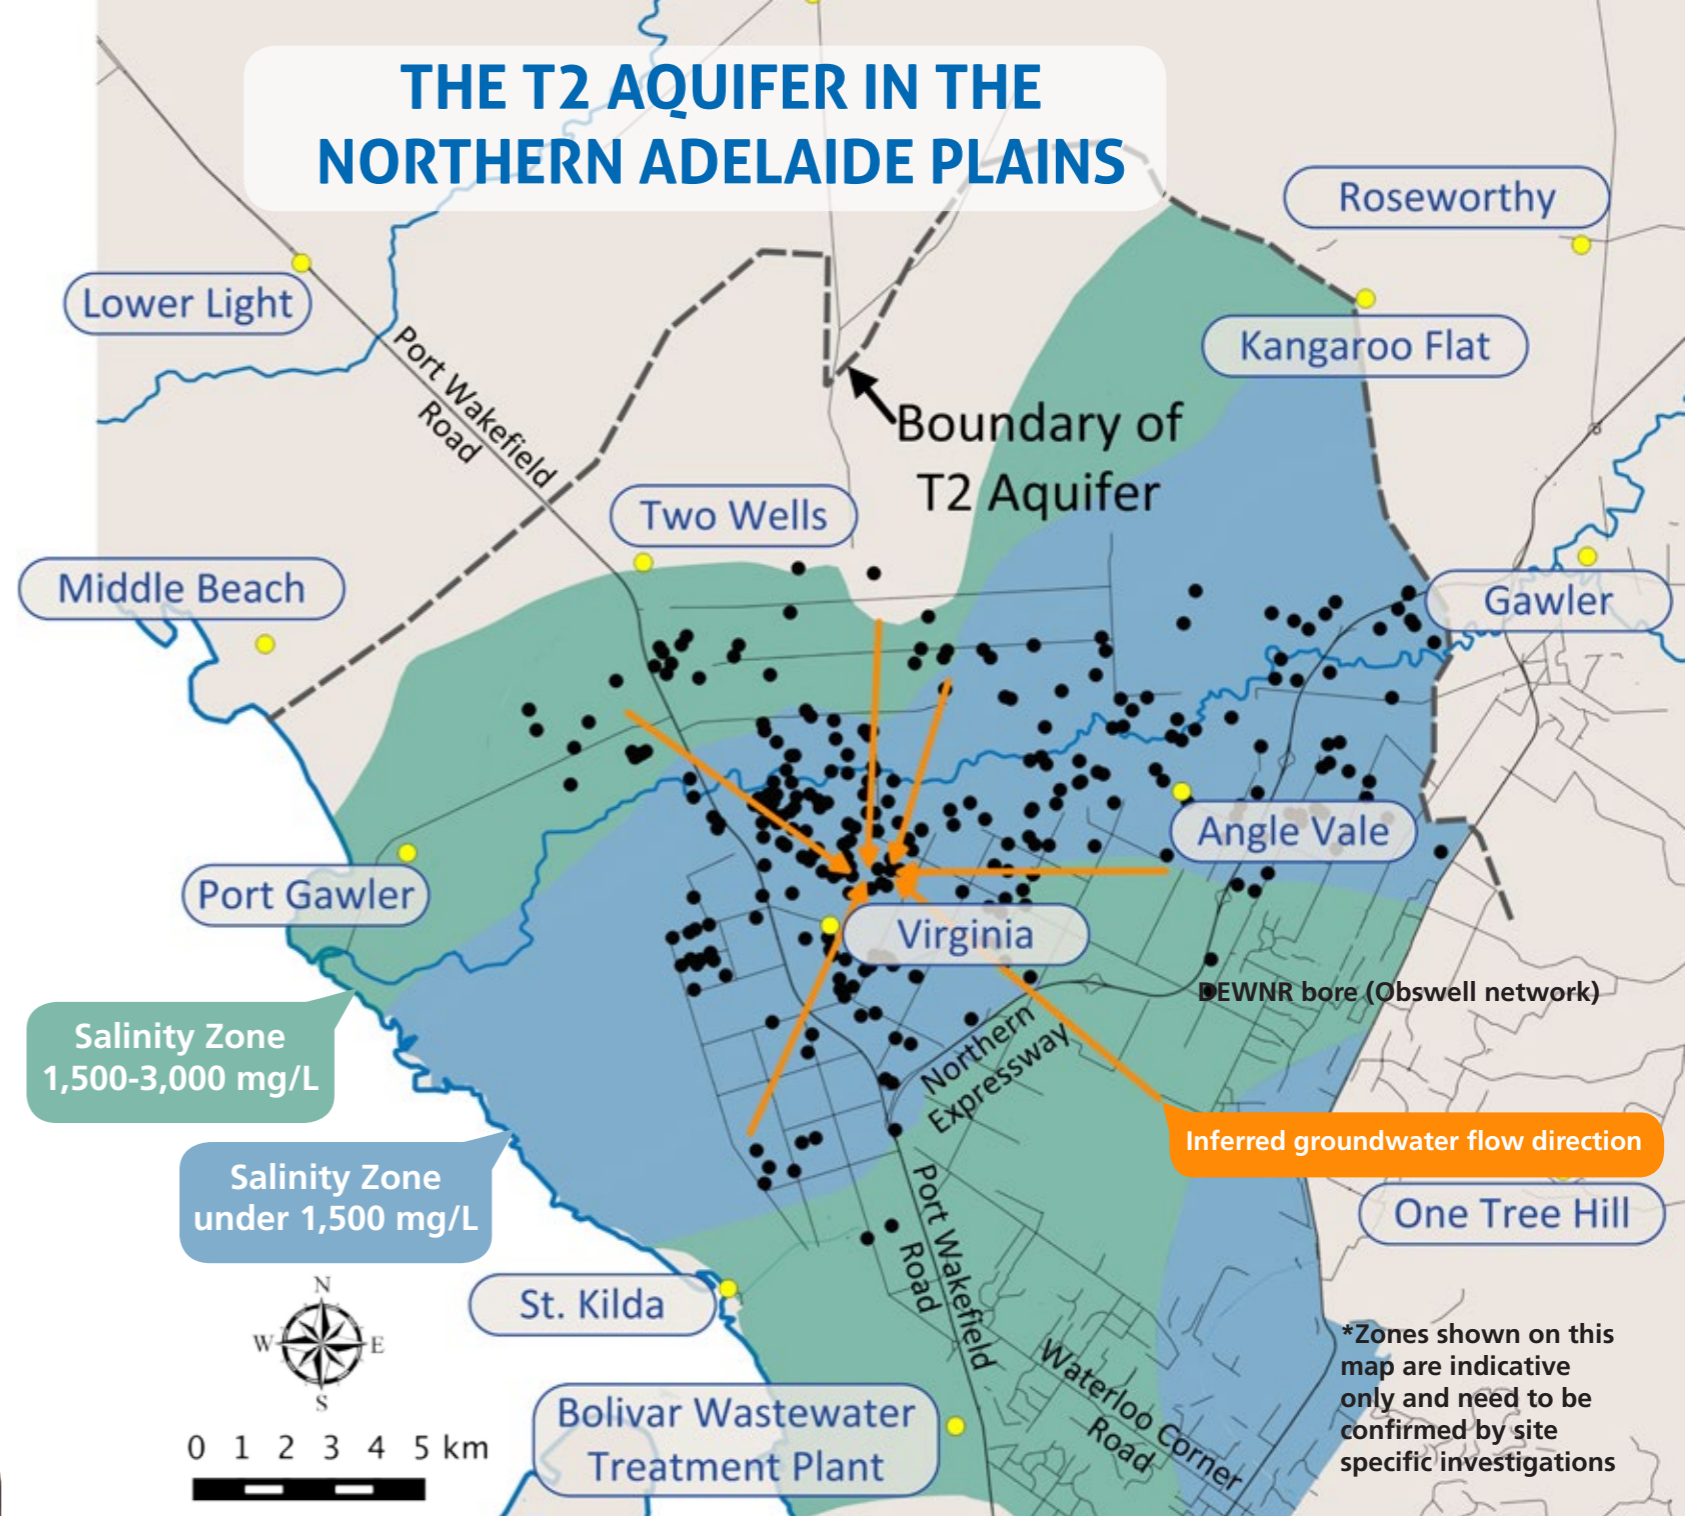 THE T2 AQUIFER IN THE
NORTHERN ADELAIDE PLAINS
Roseworthy
Lower Light
Kangaroo Flat
Port Wakefield
Road
Boundary of
T2 Aquifer
Two Wells
Middle Beach
Gawler
Angle Vale
Port Gawler
Virginia
DEWNR bore (Obswell network)
Salinity Zone
1,500-3,000 mg/L
Northern
Expressway
Inferred groundwater flow direction
Salinity Zone
under 1,500 mg/L
One Tree Hill
Port Wakefield
Road
St. Kilda
N
W
E
S
*Zones shown on this
map are indicative
only and need to be
confirmed by site
specific investigations
Waterloo Corner
Road
Bolivar Wastewater
Treatment Plant
0 1 2 3 4 5 km